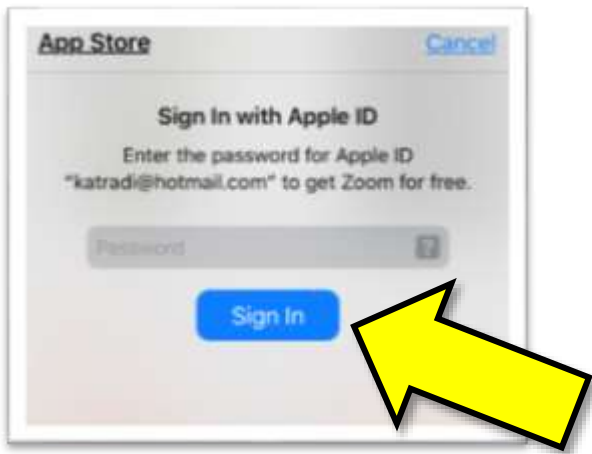 App Store Cancel
Sign In with Apple ID
Enter the password for Apple ID
"katradi@hotmail.com" to get Zoom for free.
Password ?
Sign In